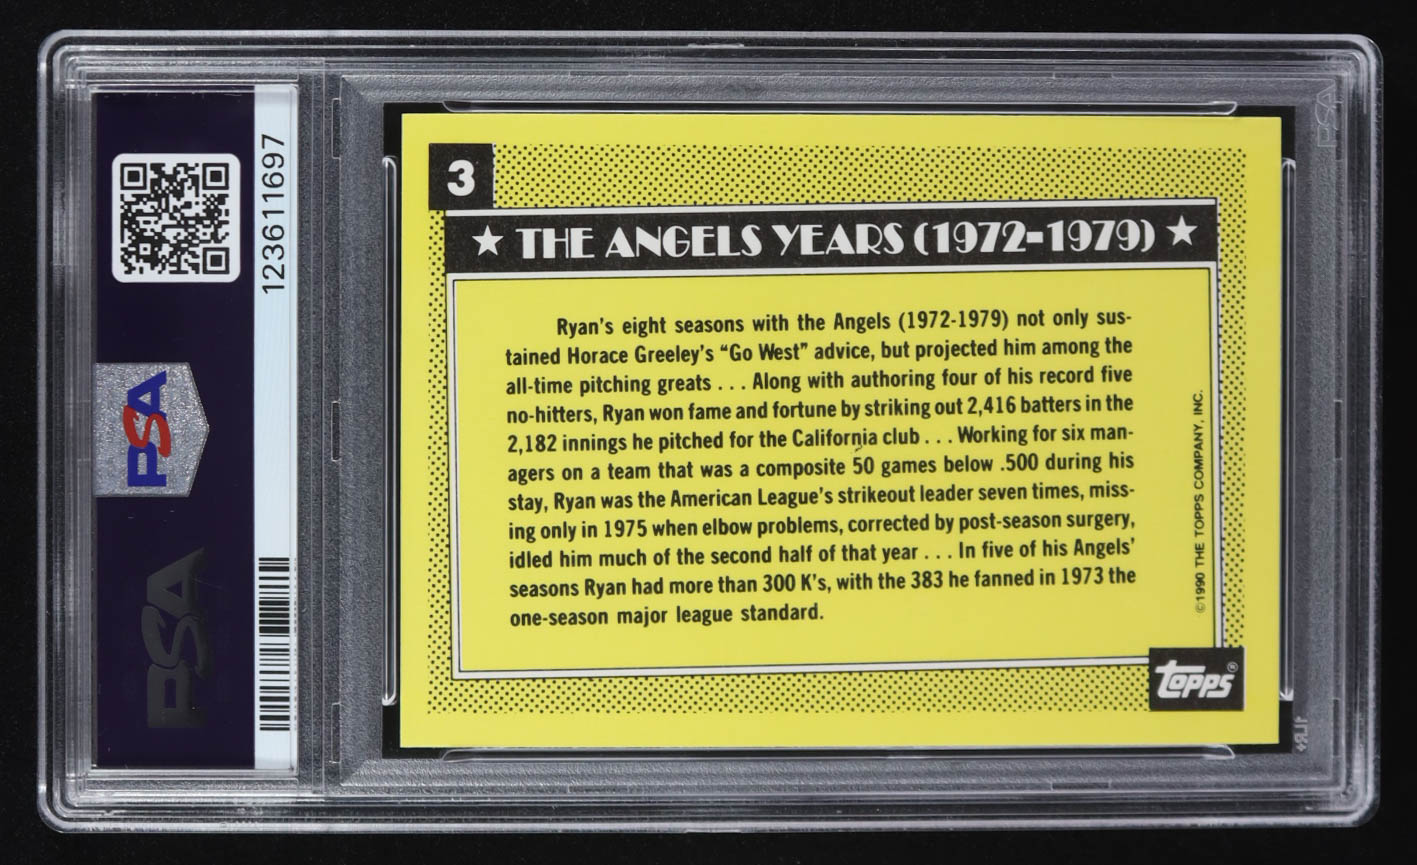 3
★ THE ANGELS YEARS (1972-1979) ★
Ryan's eight seasons with the Angels (1972-1979) not only sus-
tained Horace Greeley's “Go West” advice, but projected him among the
all-time pitching greats . . . Along with authoring four of his record five
no-hitters, Ryan won fame and fortune by striking out 2,416 batters in the
2,182 innings he pitched for the California club . . . Working for six man-
agers on a team that was a composite 50 games below .500 during his
stay, Ryan was the American League's strikeout leader seven times, miss-
ing only in 1975 when elbow problems, corrected by post-season surgery,
idled him much of the second half of that year . . . In five of his Angels'
seasons Ryan had more than 300 K's, with the 383 he fanned in 1973 the
one-season major league standard.
©1990 THE TOPPS COMPANY, INC.
Topps®
123611697
PSA
PSA
PSA